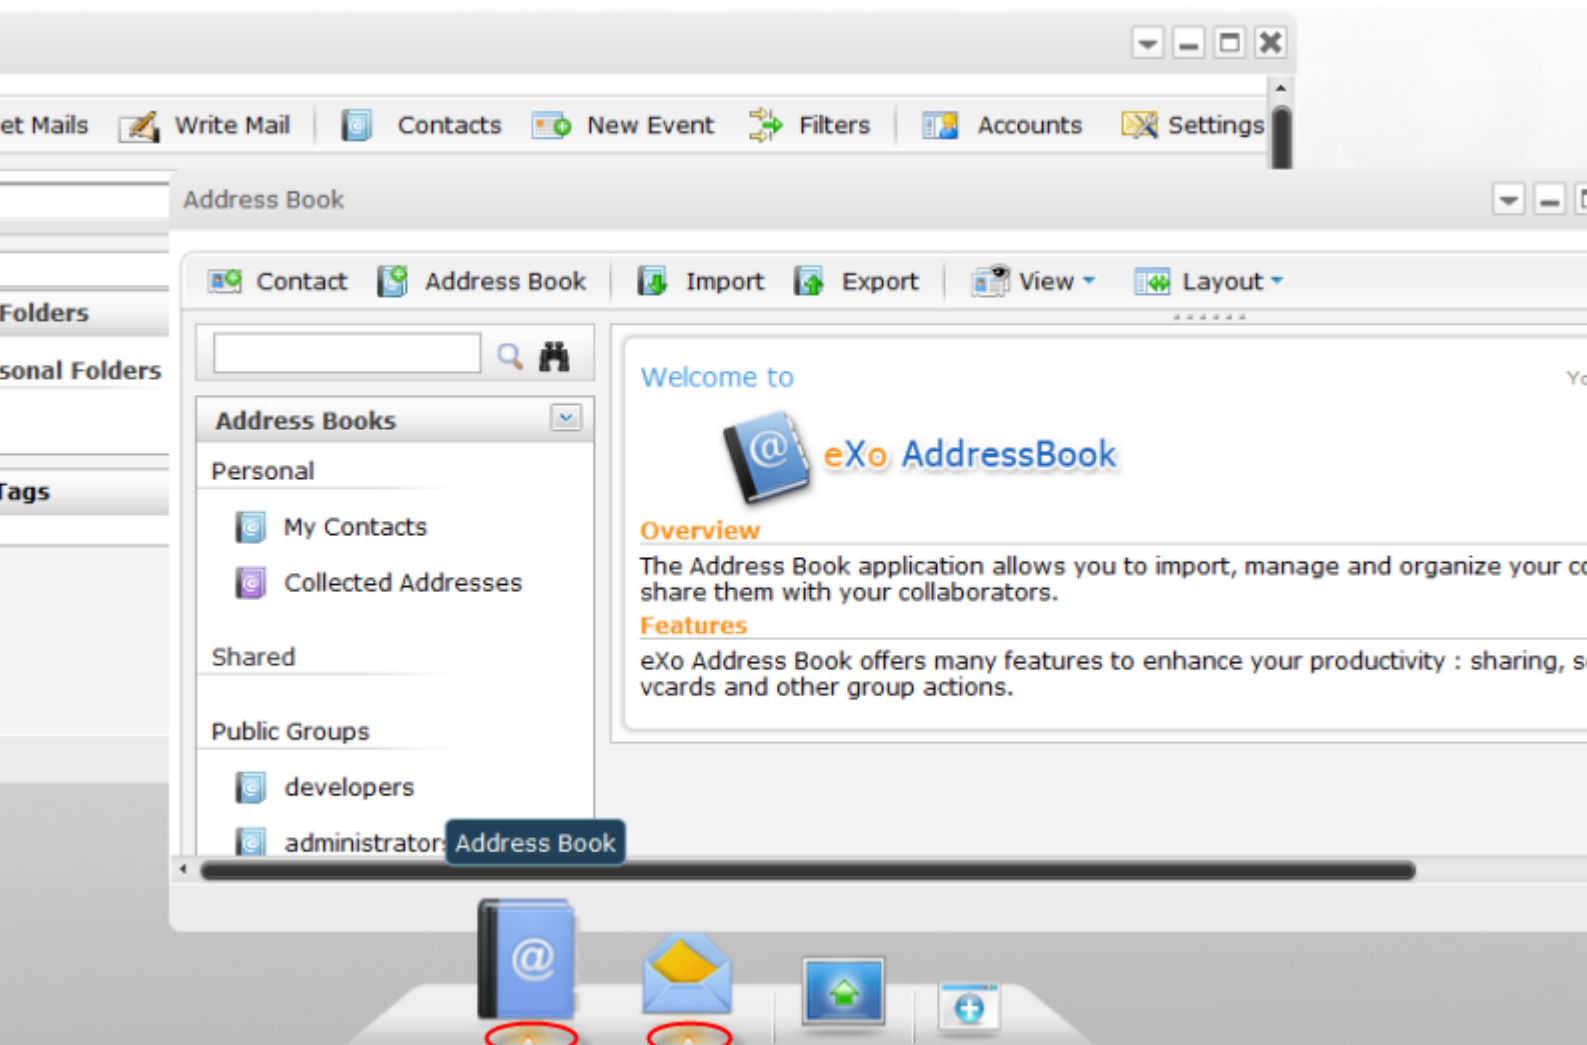 et Mails Write Mail Contacts New Event Filters Accounts Settings
Address Book
Contact Address Book Import Export View Layout
Folders
sonal Folders
Tags
Address Books
Personal
My Contacts
Collected Addresses
Shared
Public Groups
developers
administrators
Address Book
Welcome to
Yo
eXo AddressBook
Overview
The Address Book application allows you to import, manage and organize your co
share them with your collaborators.
Features
eXo Address Book offers many features to enhance your productivity : sharing, se
vcards and other group actions.